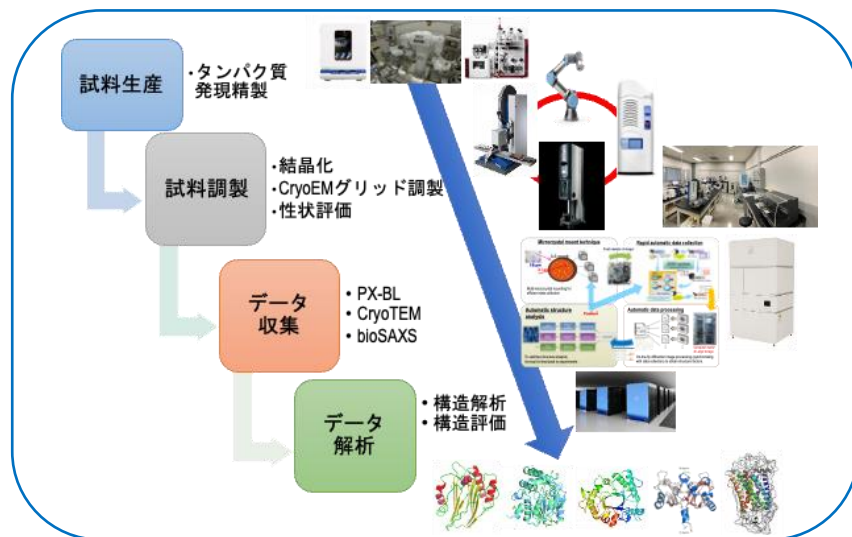 試料生産
・タンパク質
発現精製
試料調製
・結晶化
・CryoEMグリッド調製
・性状評価
データ
収集
• PX-BL
• CryoTEM
• bioSAXS
データ
解析
・構造解析
・構造評価
Microcrystal mount technique
Rapid automatic data collection
Automatic structure
analysis
Automatic data processing